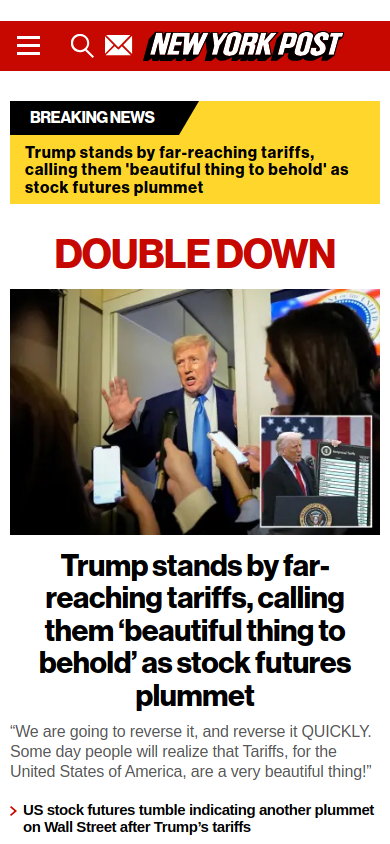 NEW YORK POST
BREAKING NEWS
Trump stands by far-reaching tariffs,
calling them 'beautiful thing to behold' as
stock futures plummet
DOUBLE DOWN
Reciprocal Tariffs
Trump stands by far-
reaching tariffs, calling
them ‘beautiful thing to
behold’ as stock futures
plummet
“We are going to reverse it, and reverse it QUICKLY.
Some day people will realize that Tariffs, for the
United States of America, are a very beautiful thing!”
US stock futures tumble indicating another plummet
on Wall Street after Trump’s tariffs